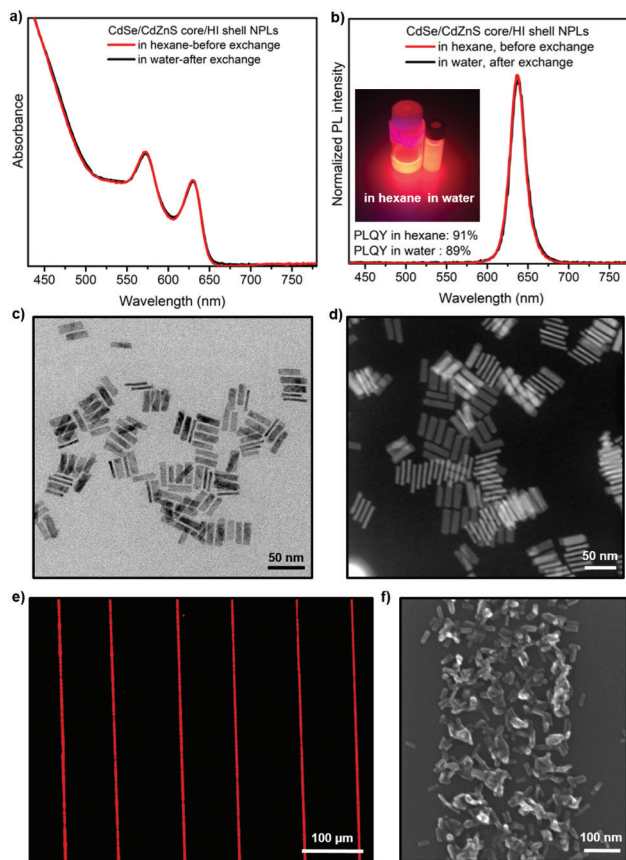 a)
CdSe/CdZnS core/HI shell NPLs
in hexane-before exchange
in water-after exchange
Absorbance
450 500 550 600 650 700 750
Wavelength (nm)
b)
CdSe/CdZnS core/HI shell NPLs
in hexane, before exchange
in water, after exchange
Normalized PL intensity
in hexane in water
PLQY in hexane: 91%
PLQY in water : 89%
450 500 550 600 650 700 750
Wavelength (nm)
c)
50 nm
d)
50 nm
e)
100 µm
f)
100 nm